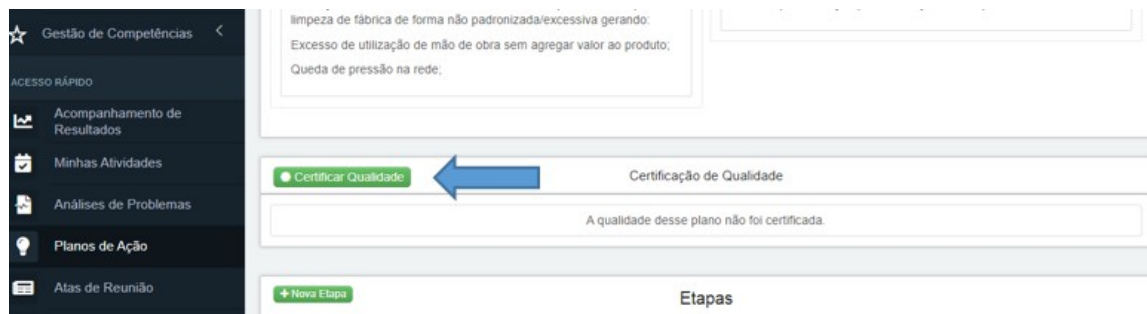 Gestão de Competências
ACESSO RÁPIDO
Acompanhamento de
Resultados
Minhas Atividades
Análises de Problemas
Planos de Ação
Atas de Reunião
limpeza de fábrica de forma não padronizada/excessiva gerando:
Excesso de utilização de mão de obra sem agregar valor ao produto;
Queda de pressão na rede;
Certificar Qualidade
Certificação de Qualidade
A qualidade desse plano não foi certificada.
+ Nova Etapa
Etapas